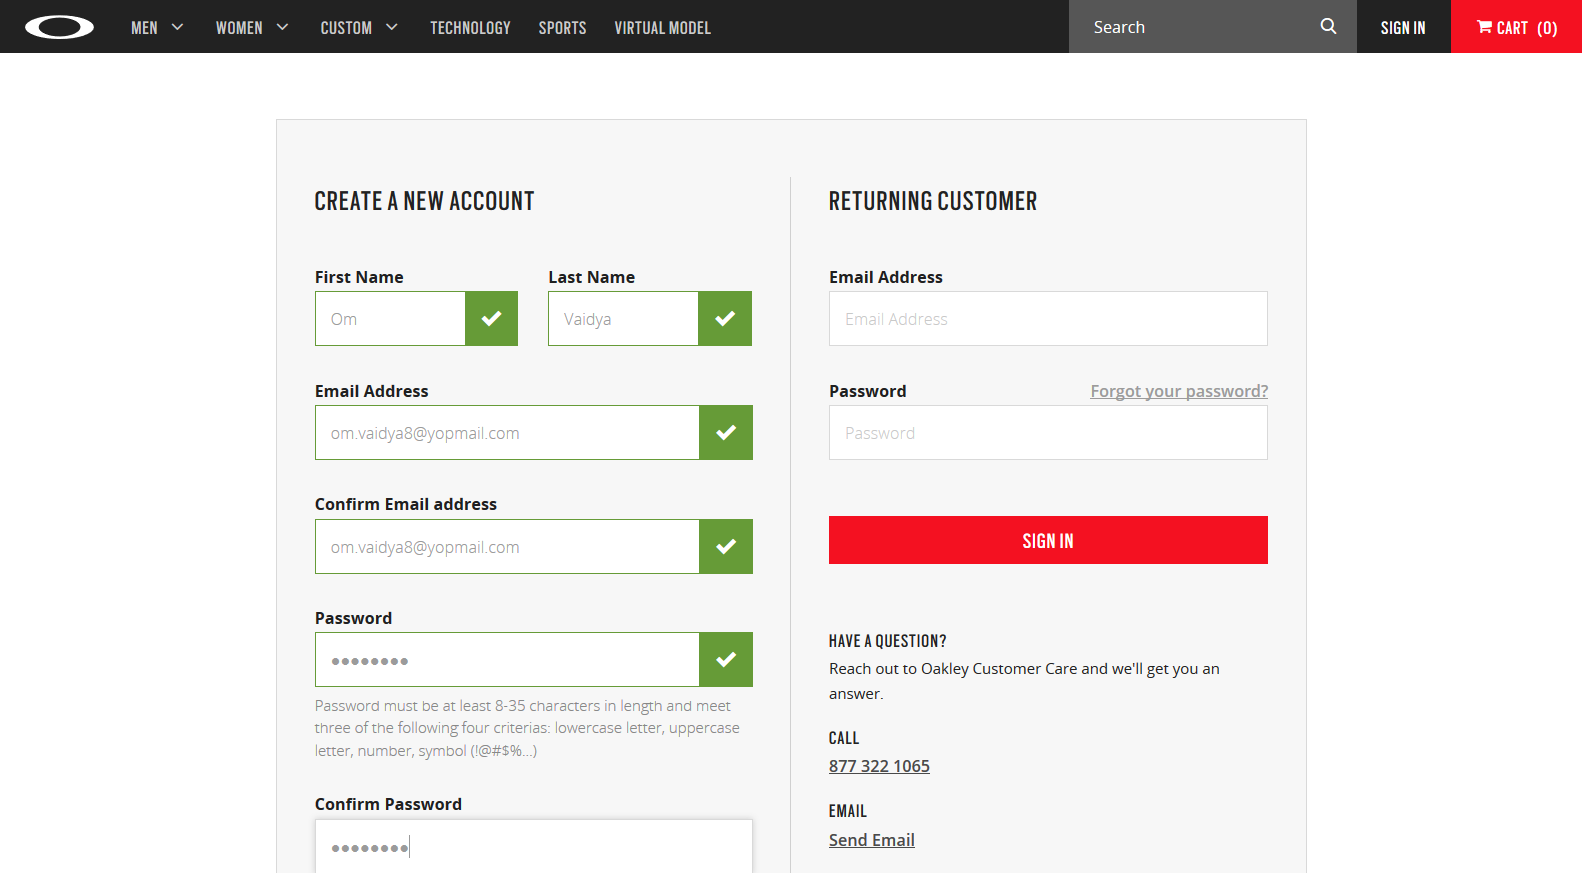 MEN WOMEN CUSTOM TECHNOLOGY SPORTS VIRTUAL MODEL Search SIGN IN CART (0)
CREATE A NEW ACCOUNT
First Name Last Name
Om Vaidya
Email Address
om.vaidya8@yopmail.com
Confirm Email address
om.vaidya8@yopmail.com
Password
●●●●●●●●
Password must be at least 8-35 characters in length and meet
three of the following four criterias: lowercase letter, uppercase
letter, number, symbol (!@#$%...)
Confirm Password
●●●●●●●●
RETURNING CUSTOMER
Email Address
Email Address
Password Forgot your password?
Password
SIGN IN
HAVE A QUESTION?
Reach out to Oakley Customer Care and we'll get you an
answer.
CALL
877 322 1065
EMAIL
Send Email